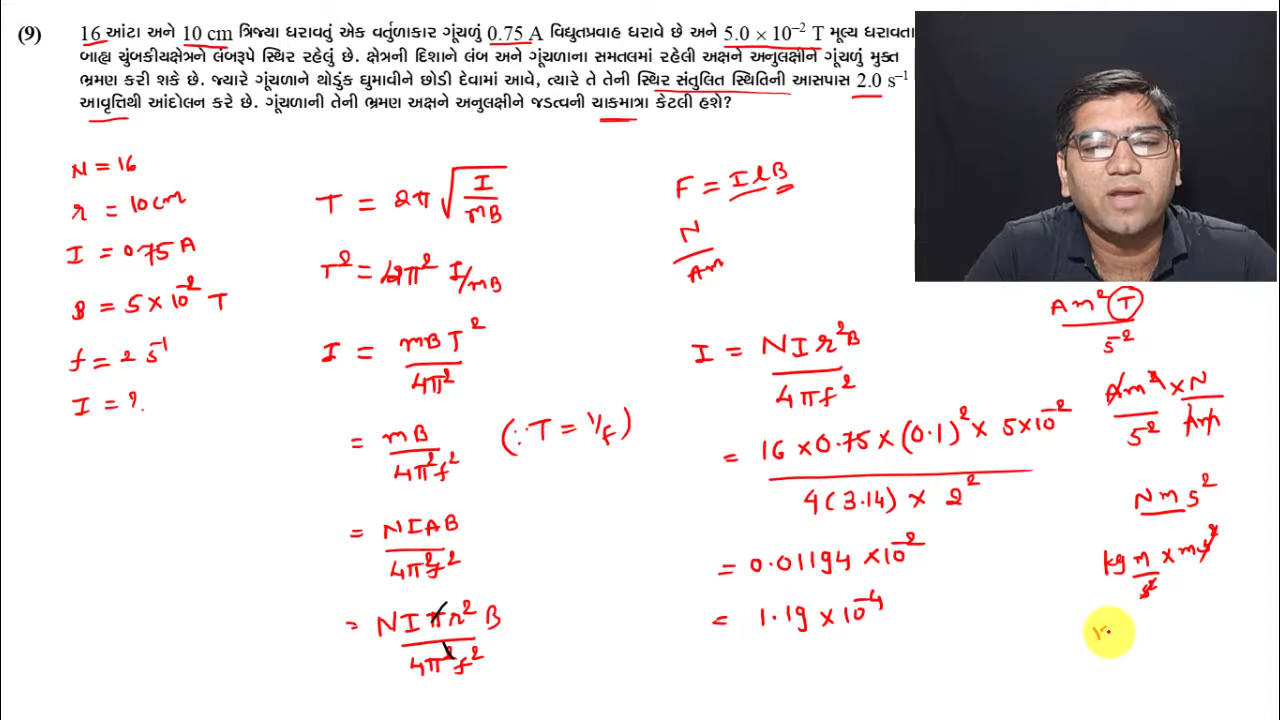 (9) 16 આંટા અને 10 cm ત્રિજ્યા ધરાવતું એક વર્તુળાકાર ગૂંચળું 0.75 A વિદ્યુતપ્રવાહ ધરાવે છે અને 5.0 × 10⁻² T મૂલ્ય ધરાવતા
બાહ્ય ચુંબકીયક્ષેત્રને લંબરૂપે સ્થિર રહેલું છે. ક્ષેત્રની દિશાને લંબ અને ગૂંચળાના સમતલમાં રહેલી અક્ષને અનુલક્ષીને ગૂંચળું મુક્ત
ભ્રમણ કરી શકે છે. જ્યારે ગૂંચળાને થોડુંક ઘુમાવીને છોડી દેવામાં આવે, ત્યારે તે તેની સ્થિર સંતુલિત સ્થિતિની આસપાસ 2.0 s⁻¹
આવૃત્તિથી આંદોલન કરે છે. ગૂંચળાની તેની ભ્રમણ અક્ષને અનુલક્ષીને જડત્વની ચાકમાત્રા કેટલી હશે?
N = 16
r = 10 cm
I = 0.75 A
B = 5 × 10⁻² T
f = 2 s⁻¹
I = ?
T = 2π √(I/mB)
T² = 4π² I/mB
I = mBT²/4π²
= mB/4π²f² (∵ T = 1/f)
= NIAB/4π²f²
= NIπr²B/4π²f²
F = IlB
N/Am
I = NIr²B/4πf²
= 16 × 0.75 × (0.1)² × 5×10⁻²/4(3.14) × 2²
= 0.01194 × 10⁻²
= 1.19 × 10⁻⁴
Am² T/s⁻²
Am² × N/s⁻² Am
Nm s²
kg m/s² × m s²